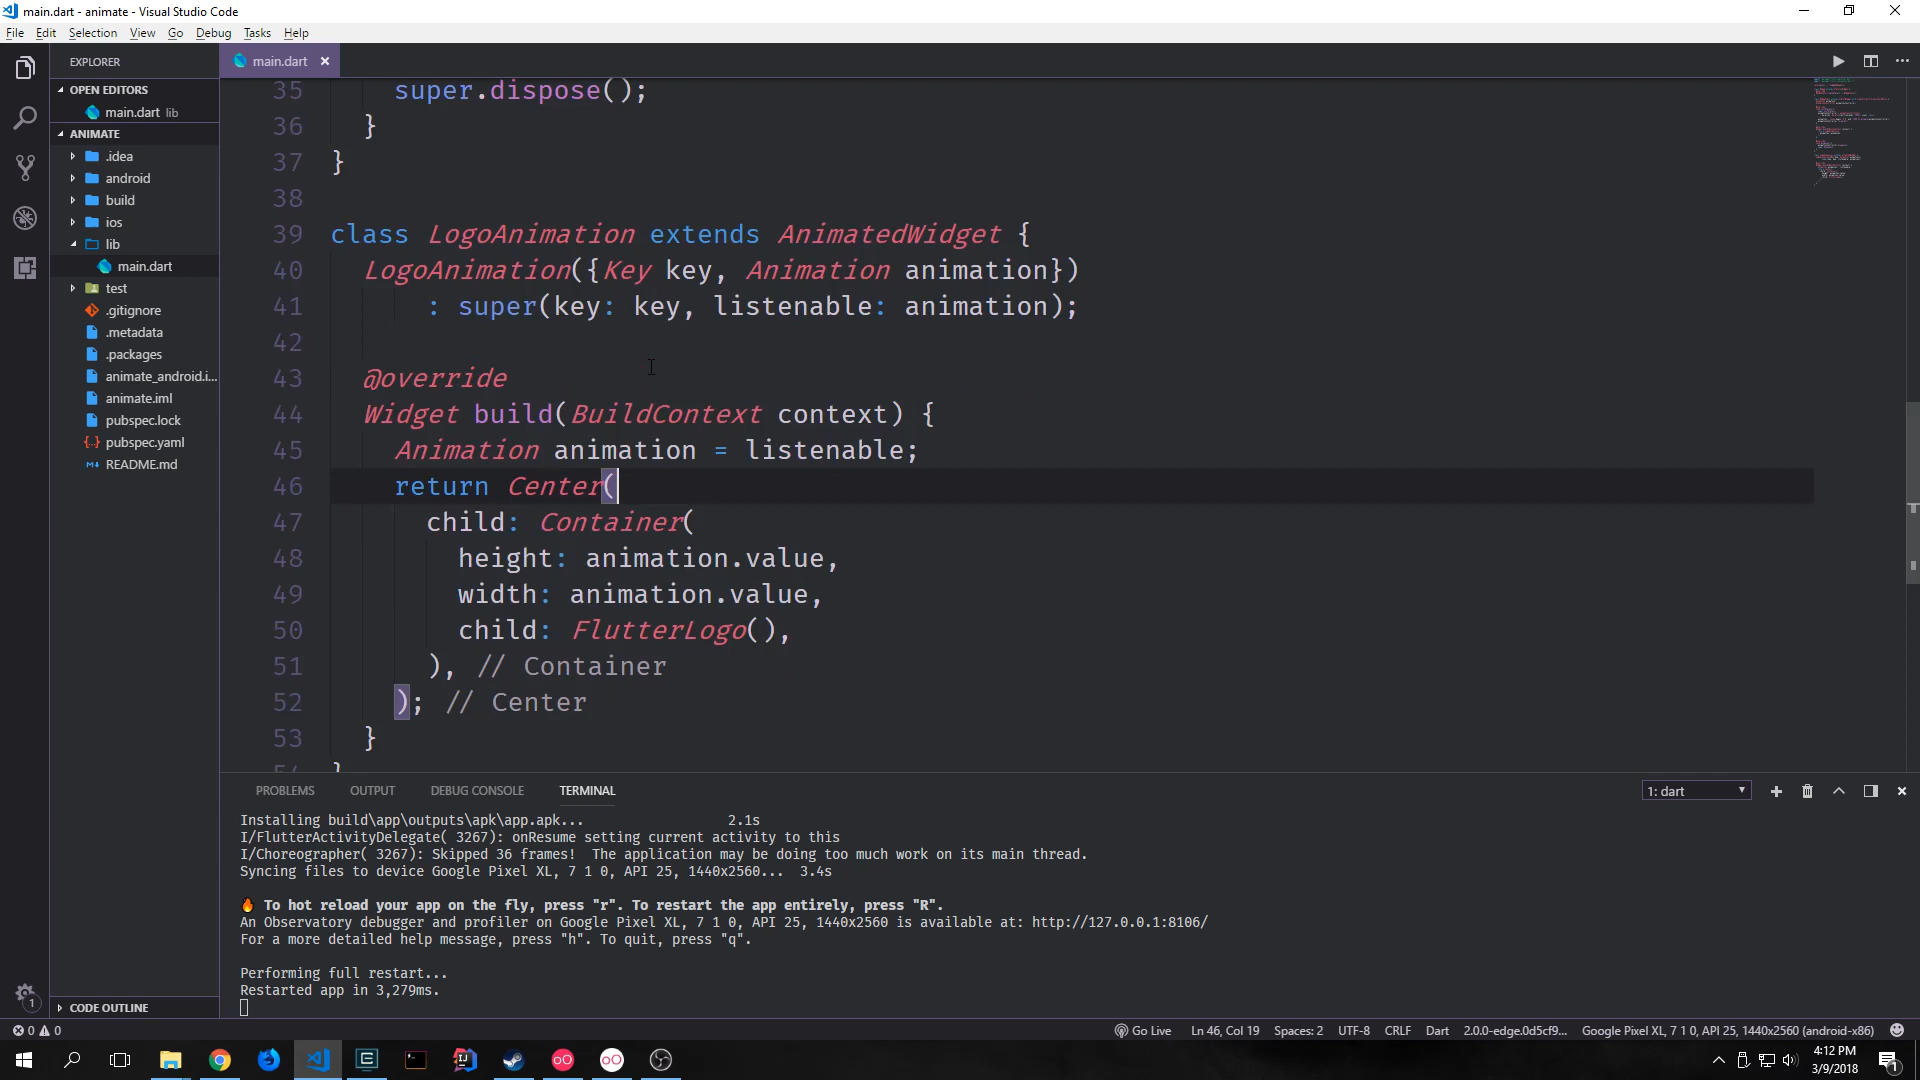 main.dart - animate - Visual Studio Code
File Edit Selection View Go Debug Tasks Help
EXPLORER
OPEN EDITORS
main.dart lib
ANIMATE
.idea
android
build
ios
lib
main.dart
test
.gitignore
.metadata
.packages
animate_android.i...
animate.iml
pubspec.lock
pubspec.yaml
README.md
CODE OUTLINE
main.dart
35 super.dispose();
36 }
37 }
38
39 class LogoAnimation extends AnimatedWidget {
40 LogoAnimation({Key key, Animation animation})
41 : super(key: key, listenable: animation);
42
43 @override
44 Widget build(BuildContext context) {
45 Animation animation = listenable;
46 return Center(
47 child: Container(
48 height: animation.value,
49 width: animation.value,
50 child: FlutterLogo(),
51 ), // Container
52 ); // Center
53 }
54 }
PROBLEMS OUTPUT DEBUG CONSOLE TERMINAL 1: dart
Installing build\app\outputs\apk\app.apk... 2.1s
I/FlutterActivityDelegate( 3267): onResume setting current activity to this
I/Choreographer( 3267): Skipped 36 frames!  The application may be doing too much work on its main thread.
Syncing files to device Google Pixel XL, 7 1 0, API 25, 1440x2560... 3.4s
🔥 To hot reload your app on the fly, press "r". To restart the app entirely, press "R".
An Observatory debugger and profiler on Google Pixel XL, 7 1 0, API 25, 1440x2560 is available at: http://127.0.0.1:8106/
For a more detailed help message, press "h". To quit, press "q".
Performing full restart...
Restarted app in 3,279ms.
0 0 Go Live Ln 46, Col 19 Spaces: 2 UTF-8 CRLF Dart 2.0.0-edge.0d5cf9... Google Pixel XL, 7 1 0, API 25, 1440x2560 (android-x86)
4:12 PM
3/9/2018